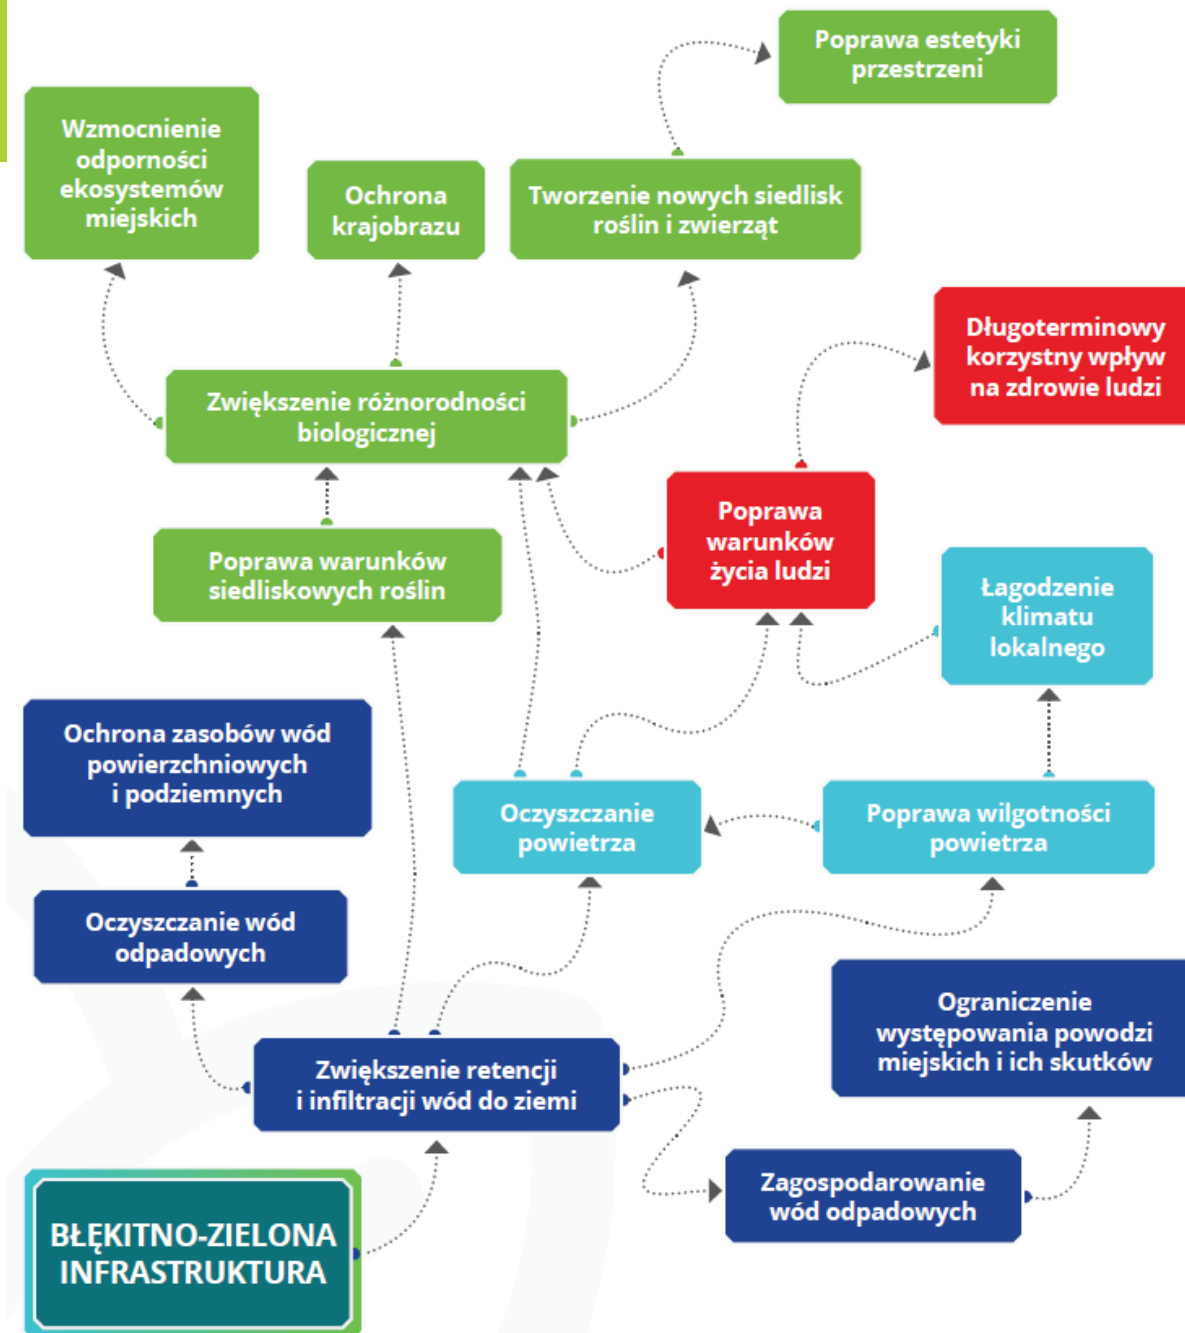 Poprawa estetyki
przestrzeni
Wzmocnienie
odporności
ekosystemów
miejskich
Ochrona
krajobrazu
Tworzenie nowych siedlisk
roślin i zwierząt
Długoterminowy
korzystny wpływ
na zdrowie ludzi
Zwiększenie różnorodności
biologicznej
Poprawa
warunków
życia ludzi
Poprawa warunków
siedliskowych roślin
Łagodzenie
klimatu
lokalnego
Ochrona zasobów wód
powierzchniowych
i podziemnych
Oczyszczanie
powietrza
Poprawa wilgotności
powietrza
Oczyszczanie wód
odpadowych
Ograniczenie
występowania powodzi
miejskich i ich skutków
Zwiększenie retencji
i infiltracji wód do ziemi
Zagospodarowanie
wód odpadowych
BŁĘKITNO-ZIELONA
INFRASTRUKTURA